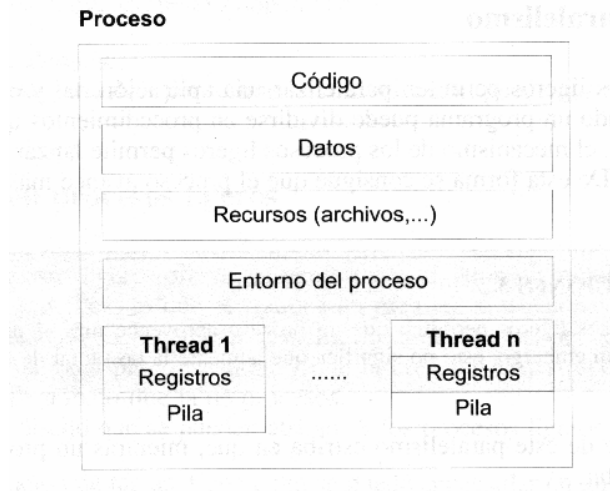 Proceso
Código
Datos
Recursos (archivos,...)
Entorno del proceso
Thread 1
Registros
Pila
......
Thread n
Registros
Pila